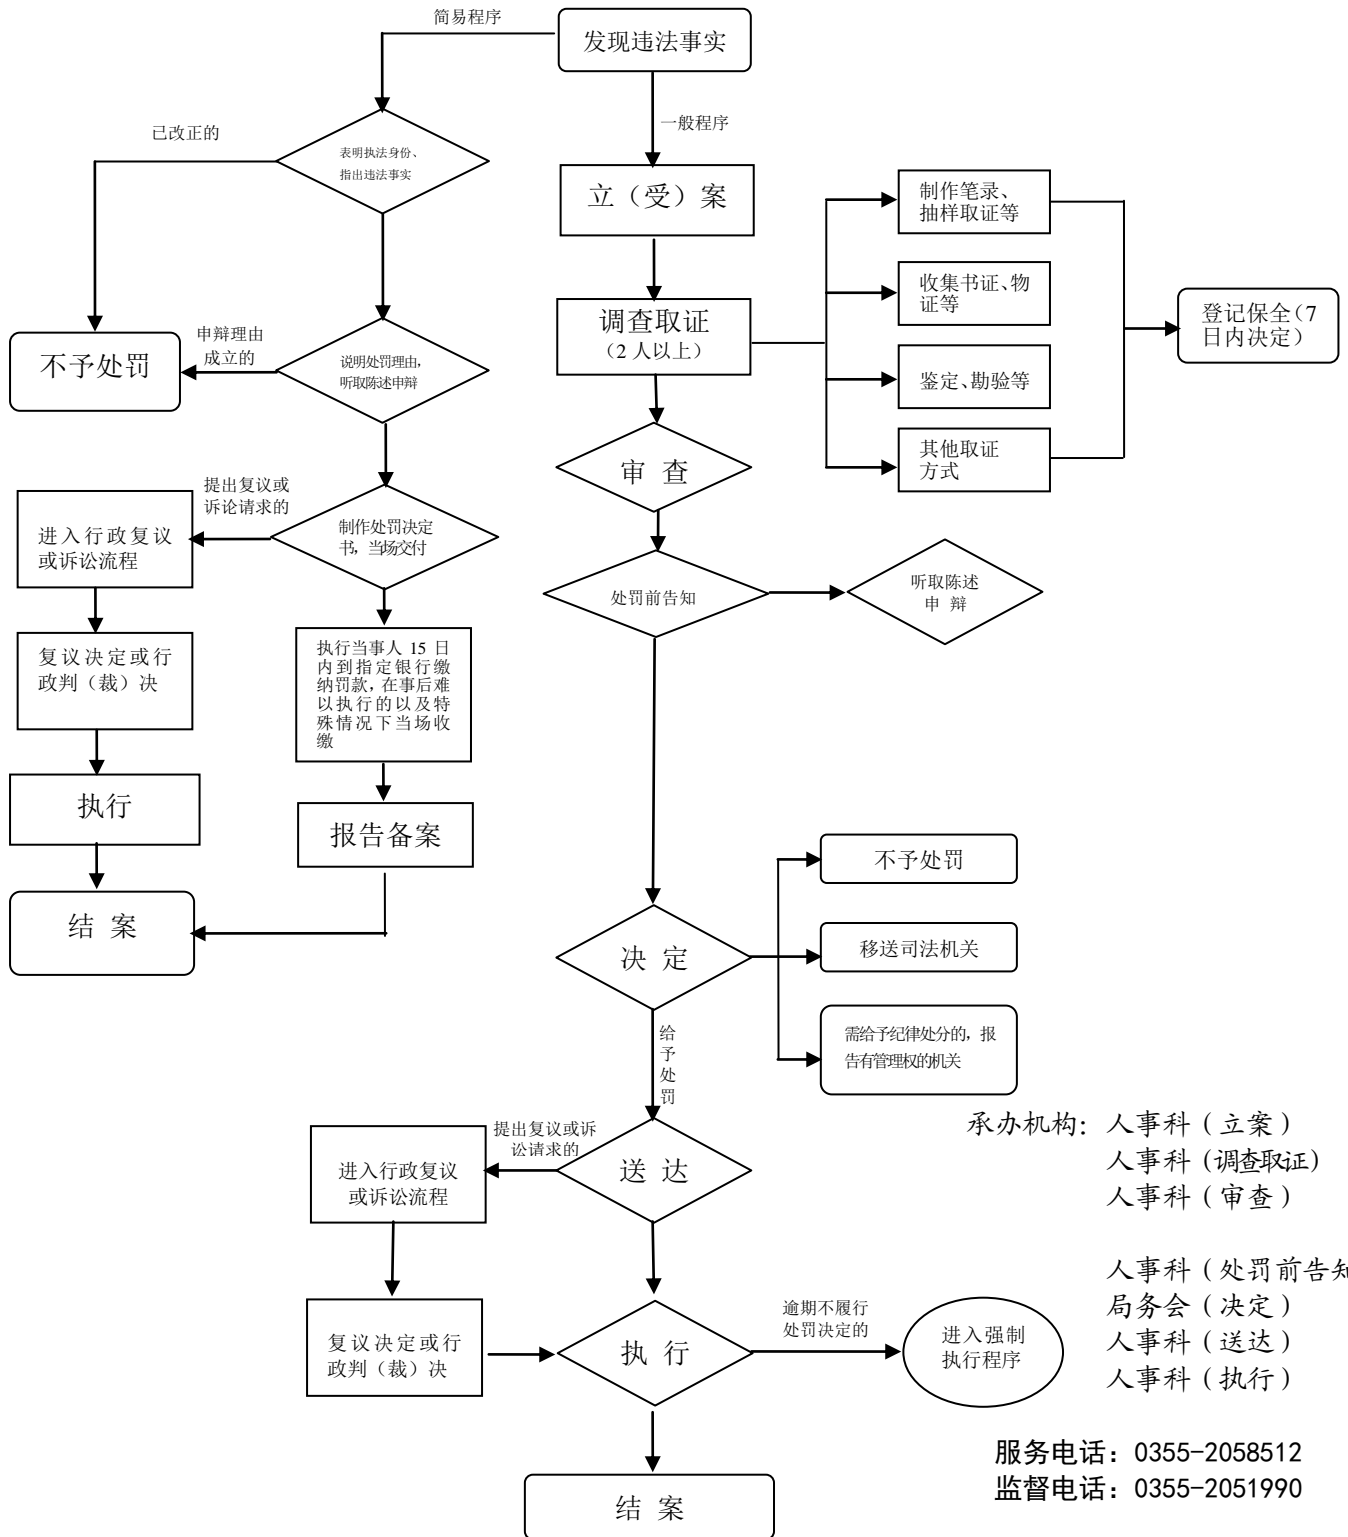 简易程序
发现违法事实
一般程序
已改正的
表明执法身份、
指出违法事实
立（受）案
制作笔录、
抽样取证等
收集书证、物
证等
登记保全（7
日内决定）
调查取证
（2 人以上）
申辩理由
成立的
不予处罚
说明处罚理由，
听取陈述申辩
鉴定、勘验等
其他取证
方式
审 查
提出复议或
诉论请求的
进入行政复议
或诉讼流程
制作处罚决定
书，当场交付
处罚前告知
听取陈述
申 辩
复议决定或行
政判（裁）决
执行当事人 15 日
内到指定银行缴
纳罚款，在事后难
以执行的以及特
殊情况下当场收
缴
执行
报告备案
结 案
不予处罚
决 定
移送司法机关
需给予纪律处分的，报
告有管理权的机关
给
予
处
罚
提出复议或诉
讼请求的
进入行政复议
或诉讼流程
送 达
复议决定或行
政判（裁）决
执 行
逾期不履行
处罚决定的
进入强制
执行程序
结 案
承办机构：人事科（立案）
人事科（调查取证）
人事科（审查）
人事科（处罚前告知
局务会（决定）
人事科（送达）
人事科（执行）
服务电话：0355-2058512
监督电话：0355-2051990